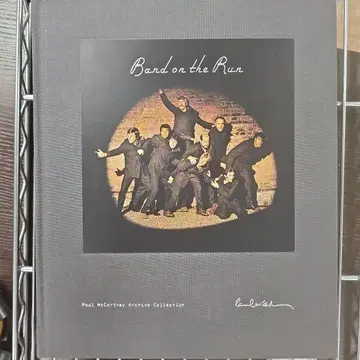 Band on the Run
Paul McCartney Archive Collection